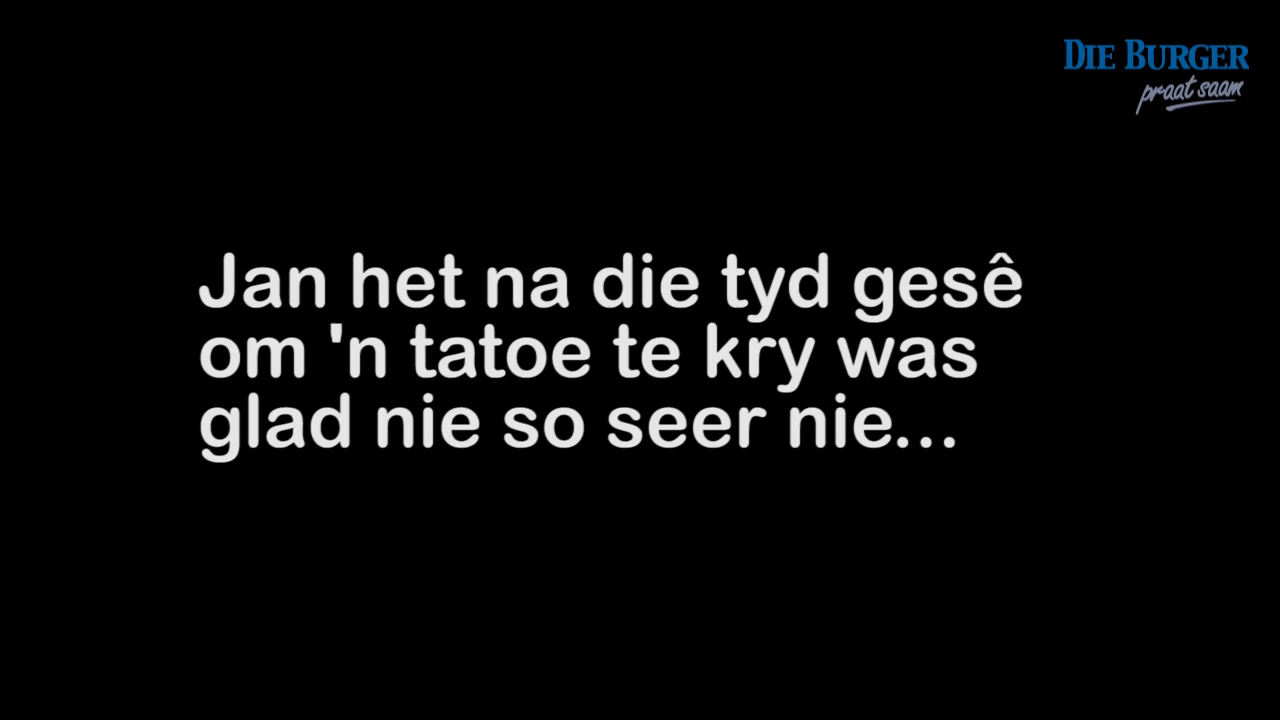 DIE BURGER
praat saam
Jan het na die tyd gesê
om 'n tatoe te kry was
glad nie so seer nie...